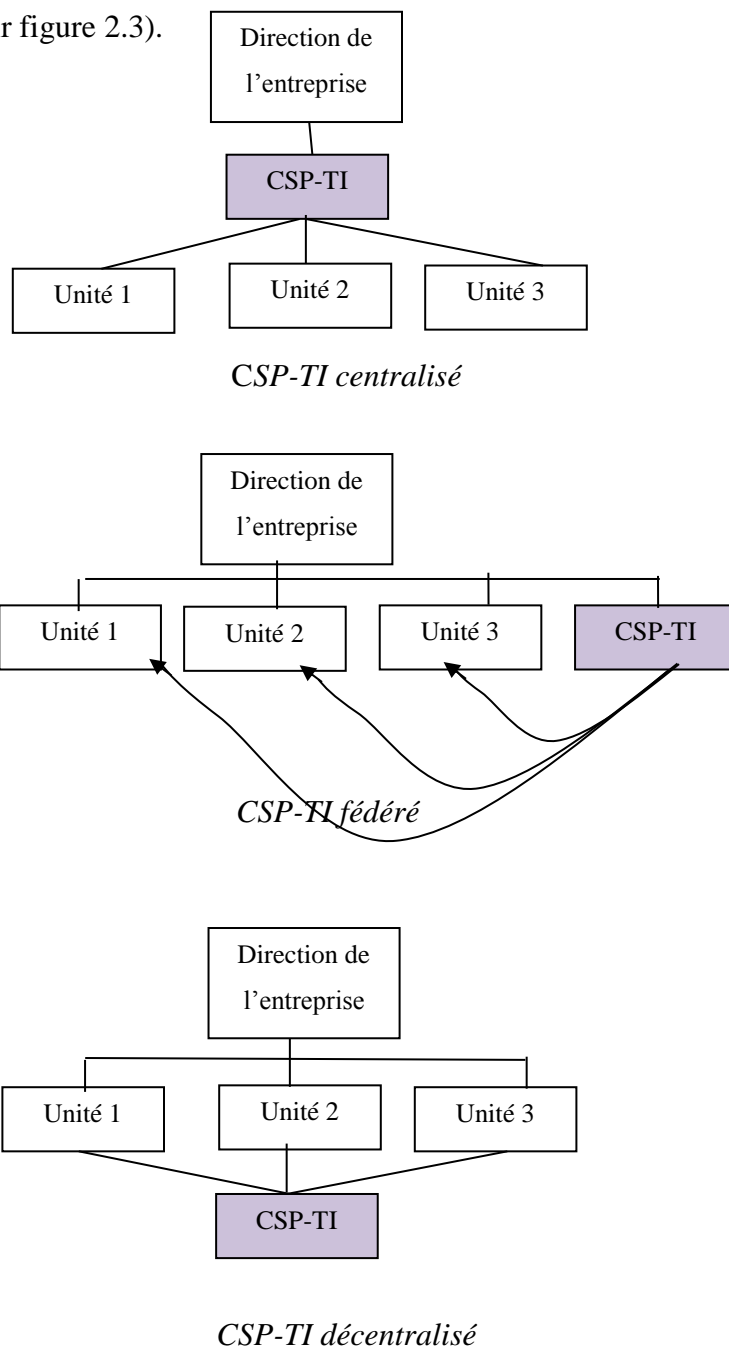 r figure 2.3).
Direction de
l’entreprise
CSP-TI
Unité 1
Unité 2
Unité 3
CSP-TI centralisé
Direction de
l’entreprise
Unité 1
Unité 2
Unité 3
CSP-TI
CSP-TI fédéré
Direction de
l’entreprise
Unité 1
Unité 2
Unité 3
CSP-TI
CSP-TI décentralisé